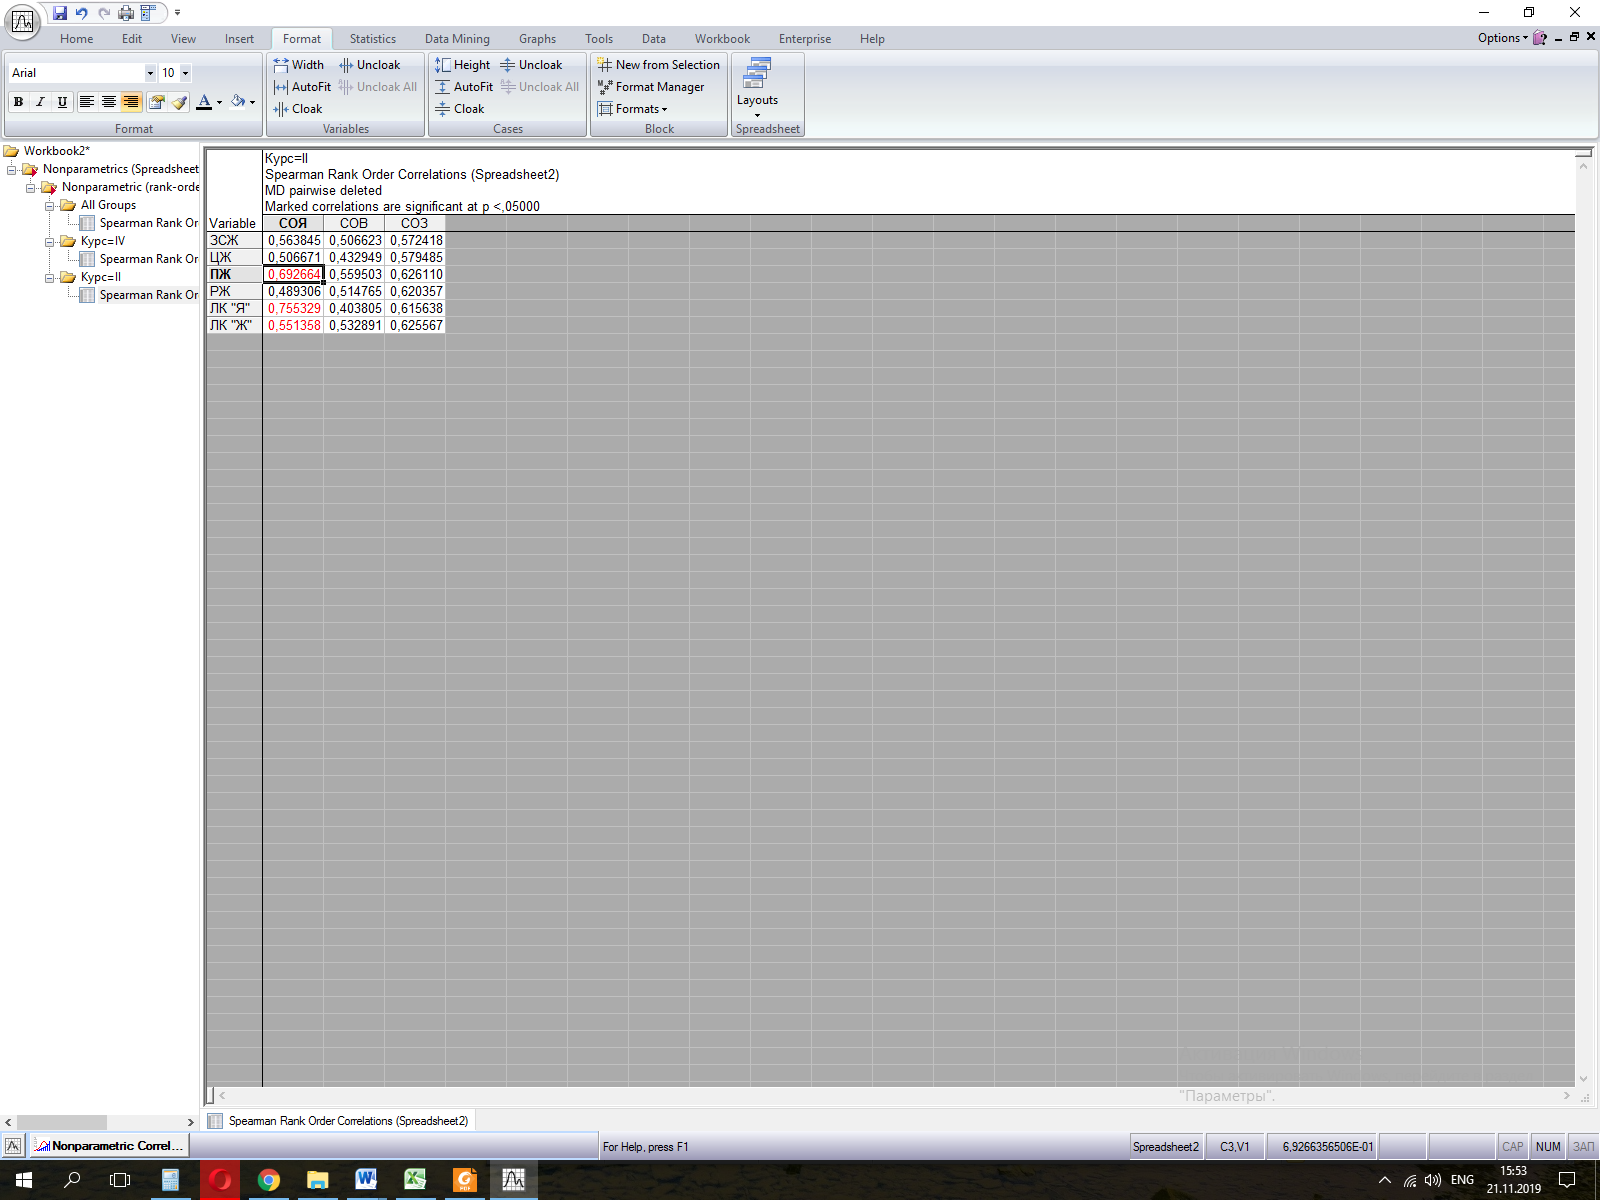 Home Edit View Insert Format Statistics Data Mining Graphs Tools Data Workbook Enterprise Help Options
Arial 10
B I U A
Format
Width Uncloak
AutoFit Uncloak All
Cloak
Variables
Height Uncloak
AutoFit Uncloak All
Cloak
Cases
New from Selection
Format Manager
Formats
Block
Layouts
Spreadsheet
Workbook2*
Nonparametrics (Spreadsheet
Nonparametric (rank-orde
All Groups
Spearman Rank Or
Курс=IV
Spearman Rank Or
Курс=II
Spearman Rank Or
Курс=II
Spearman Rank Order Correlations (Spreadsheet2)
MD pairwise deleted
Marked correlations are significant at p <,05000
Variable СОЯ СОВ СОЗ
ЗСЖ 0,563845 0,506623 0,572418
ЦЖ 0,506671 0,432949 0,579485
ПЖ 0,692664 0,559503 0,626110
РЖ 0,489306 0,514765 0,620357
ЛК "Я" 0,755329 0,403805 0,615638
ЛК "Ж" 0,551358 0,532891 0,625567
"Параметры".
Spearman Rank Order Correlations (Spreadsheet2)
Nonparametric Correl... For Help, press F1 Spreadsheet2 C3,V1 6,9266356506E-01 CAP NUM ЗАП
ENG 15:53
21.11.2019